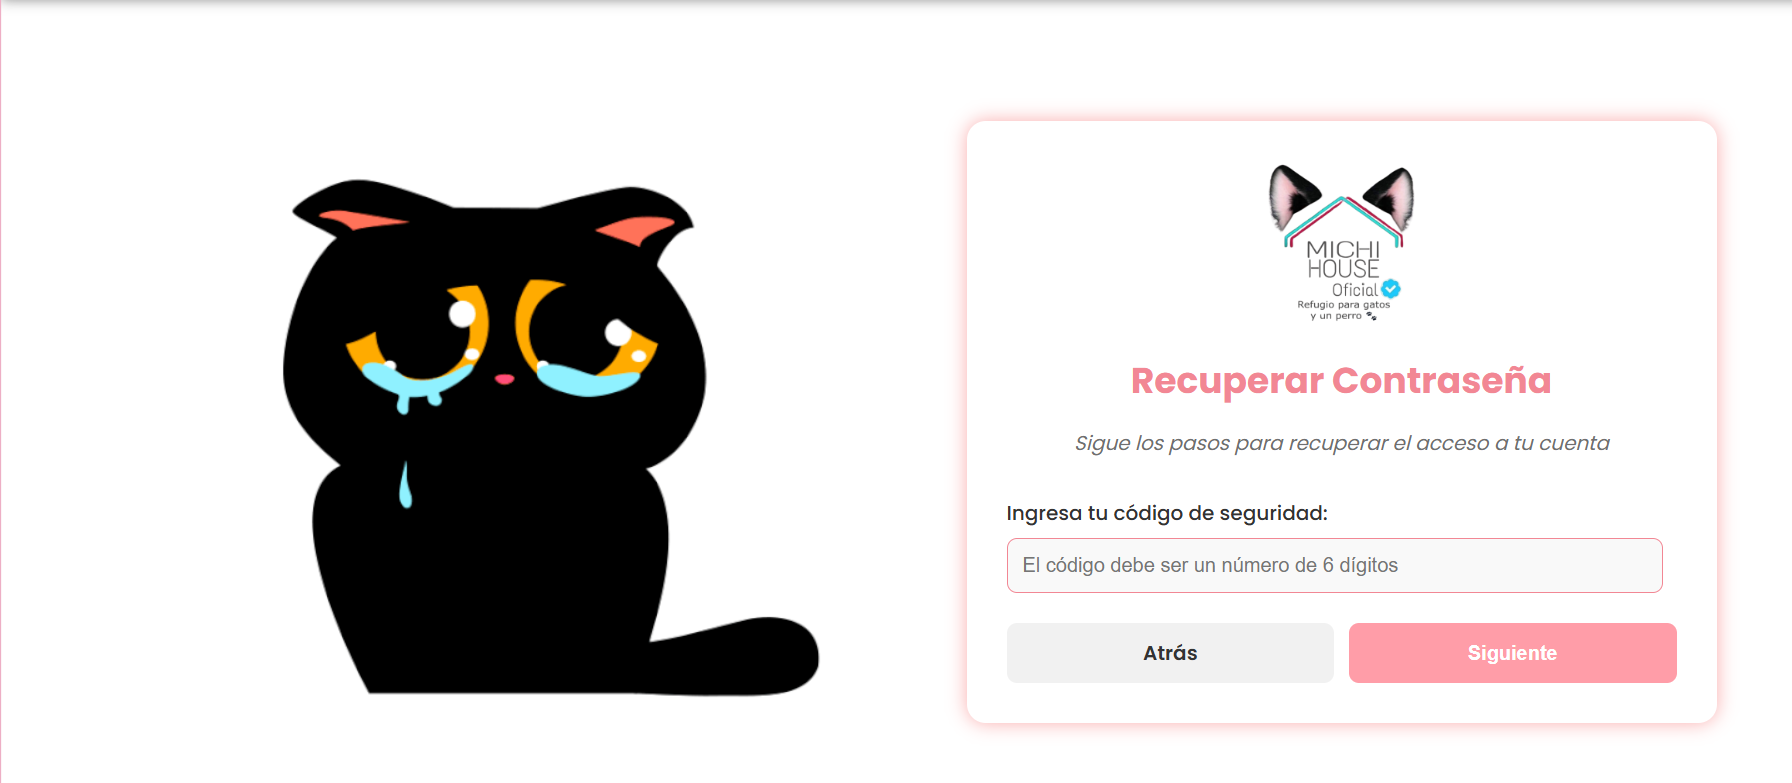 MICHI
HOUSE
Oficial
Refugio para gatos
y un perro
Recuperar Contraseña
Sigue los pasos para recuperar el acceso a tu cuenta
Ingresa tu código de seguridad:
El código debe ser un número de 6 dígitos
Atrás
Siguiente